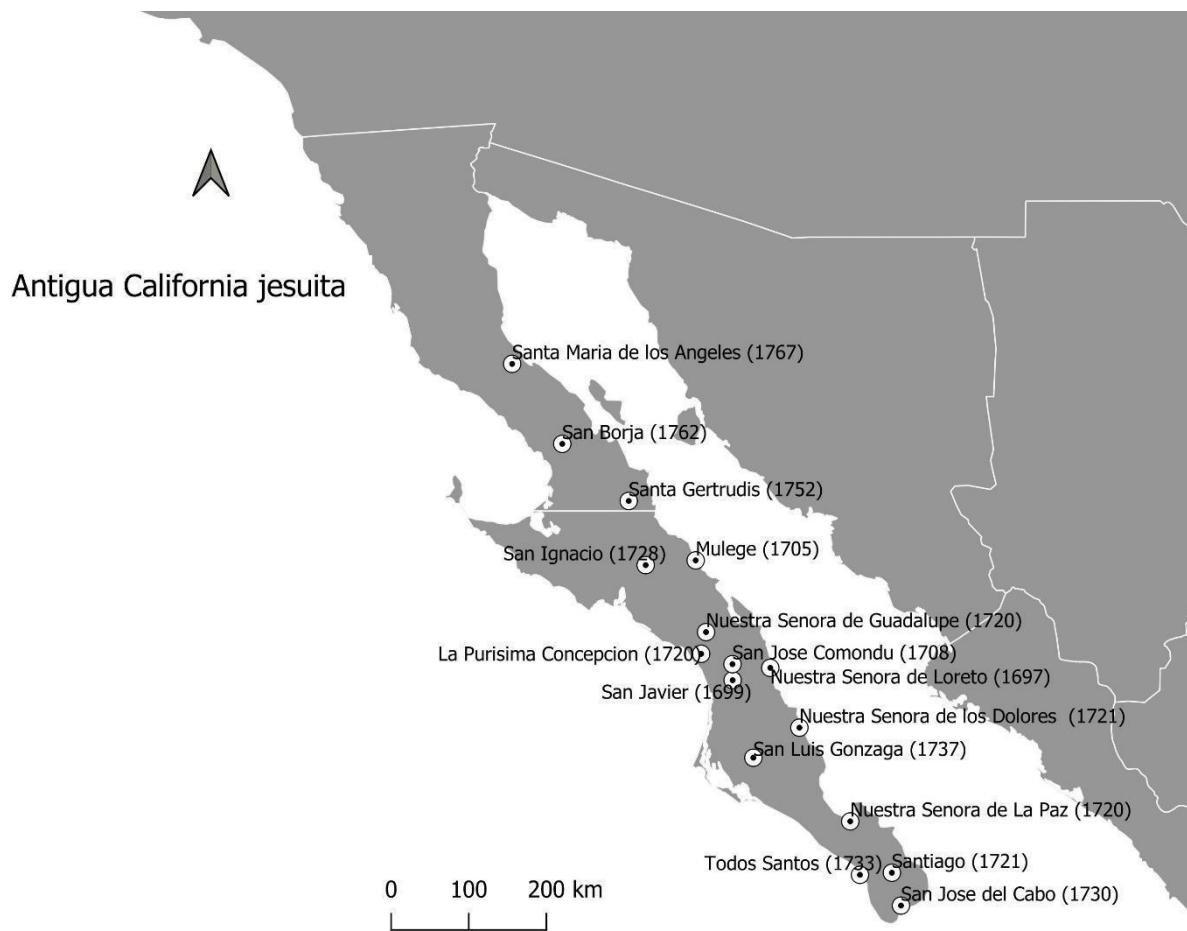 Antigua California jesuita
Santa Maria de los Angeles (1767)
San Borja (1762)
Santa Gertrudis (1752)
Mulege (1705)
San Ignacio (1728)
Nuestra Senora de Guadalupe (1720)
La Purisima Concepcion (1720)
San Jose Comondu (1708)
Nuestra Senora de Loreto (1697)
San Javier (1699)
Nuestra Senora de los Dolores (1721)
San Luis Gonzaga (1737)
Nuestra Senora de La Paz (1720)
Todos Santos (1733)
Santiago (1721)
San Jose del Cabo (1730)
0 100 200 km